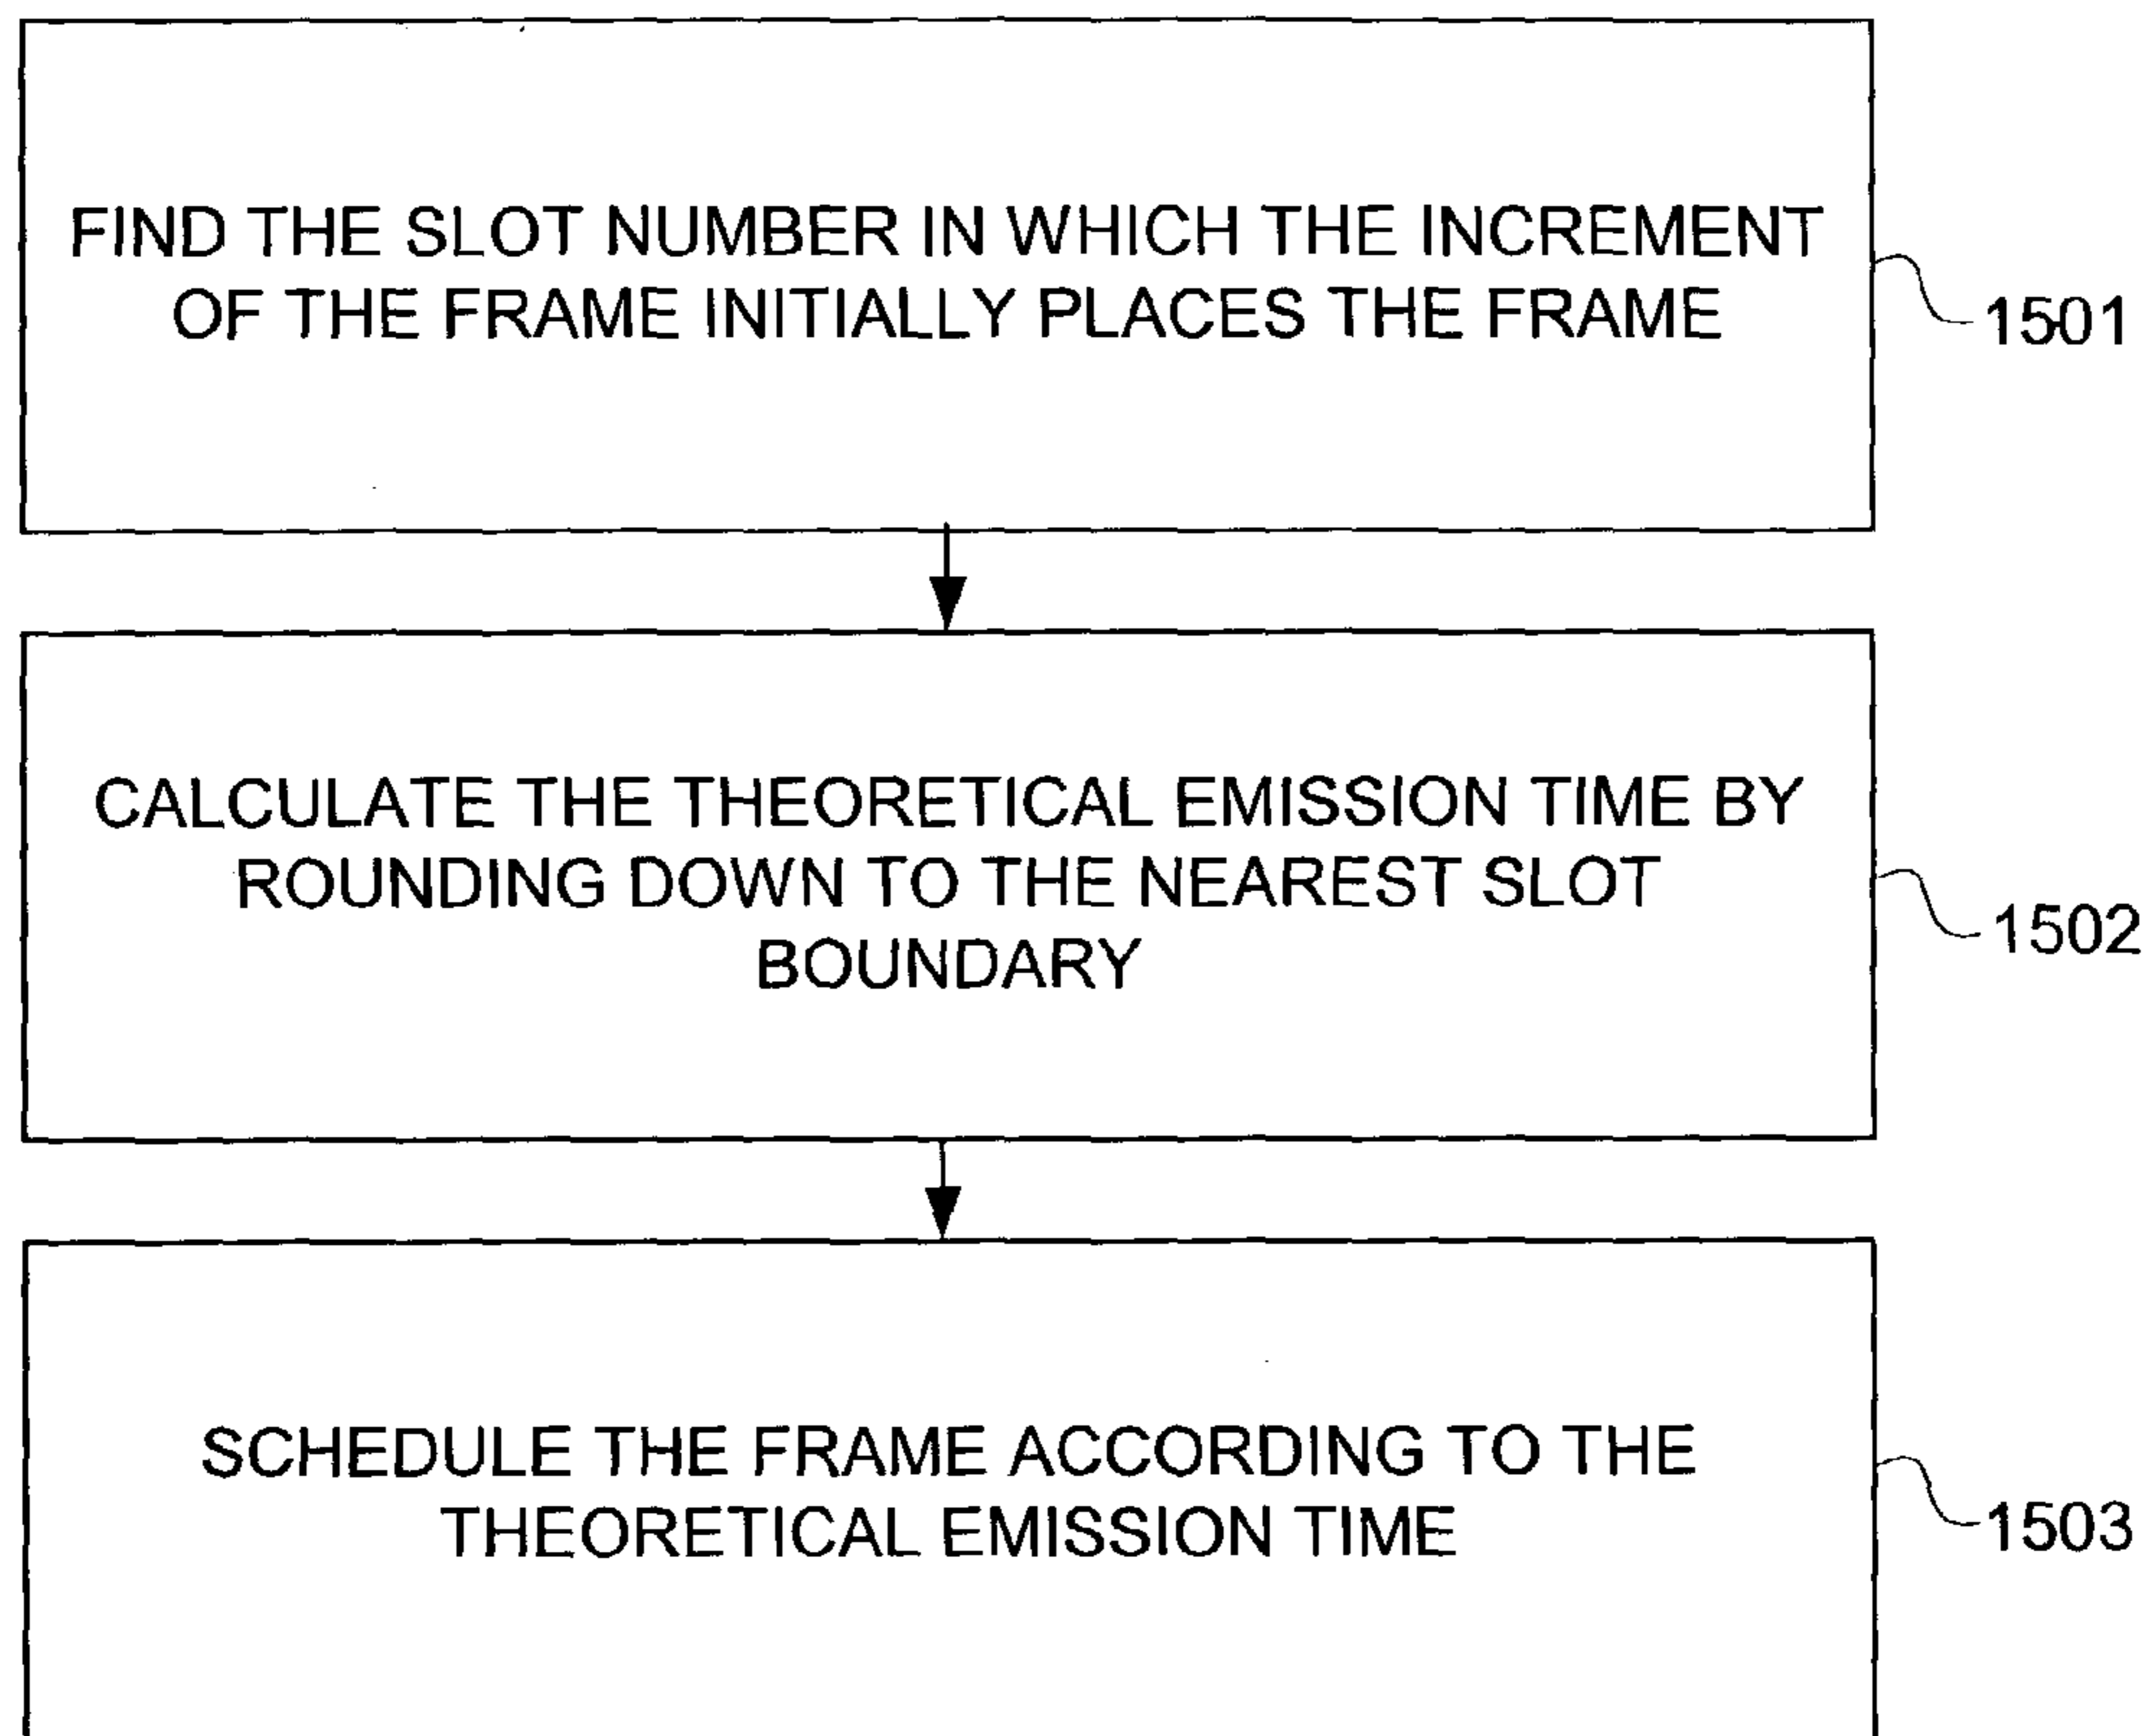 FIND THE SLOT NUMBER IN WHICH THE INCREMENT
OF THE FRAME INITIALLY PLACES THE FRAME
1501
CALCULATE THE THEORETICAL EMISSION TIME BY
ROUNDING DOWN TO THE NEAREST SLOT
BOUNDARY
1502
SCHEDULE THE FRAME ACCORDING TO THE
THEORETICAL EMISSION TIME
1503